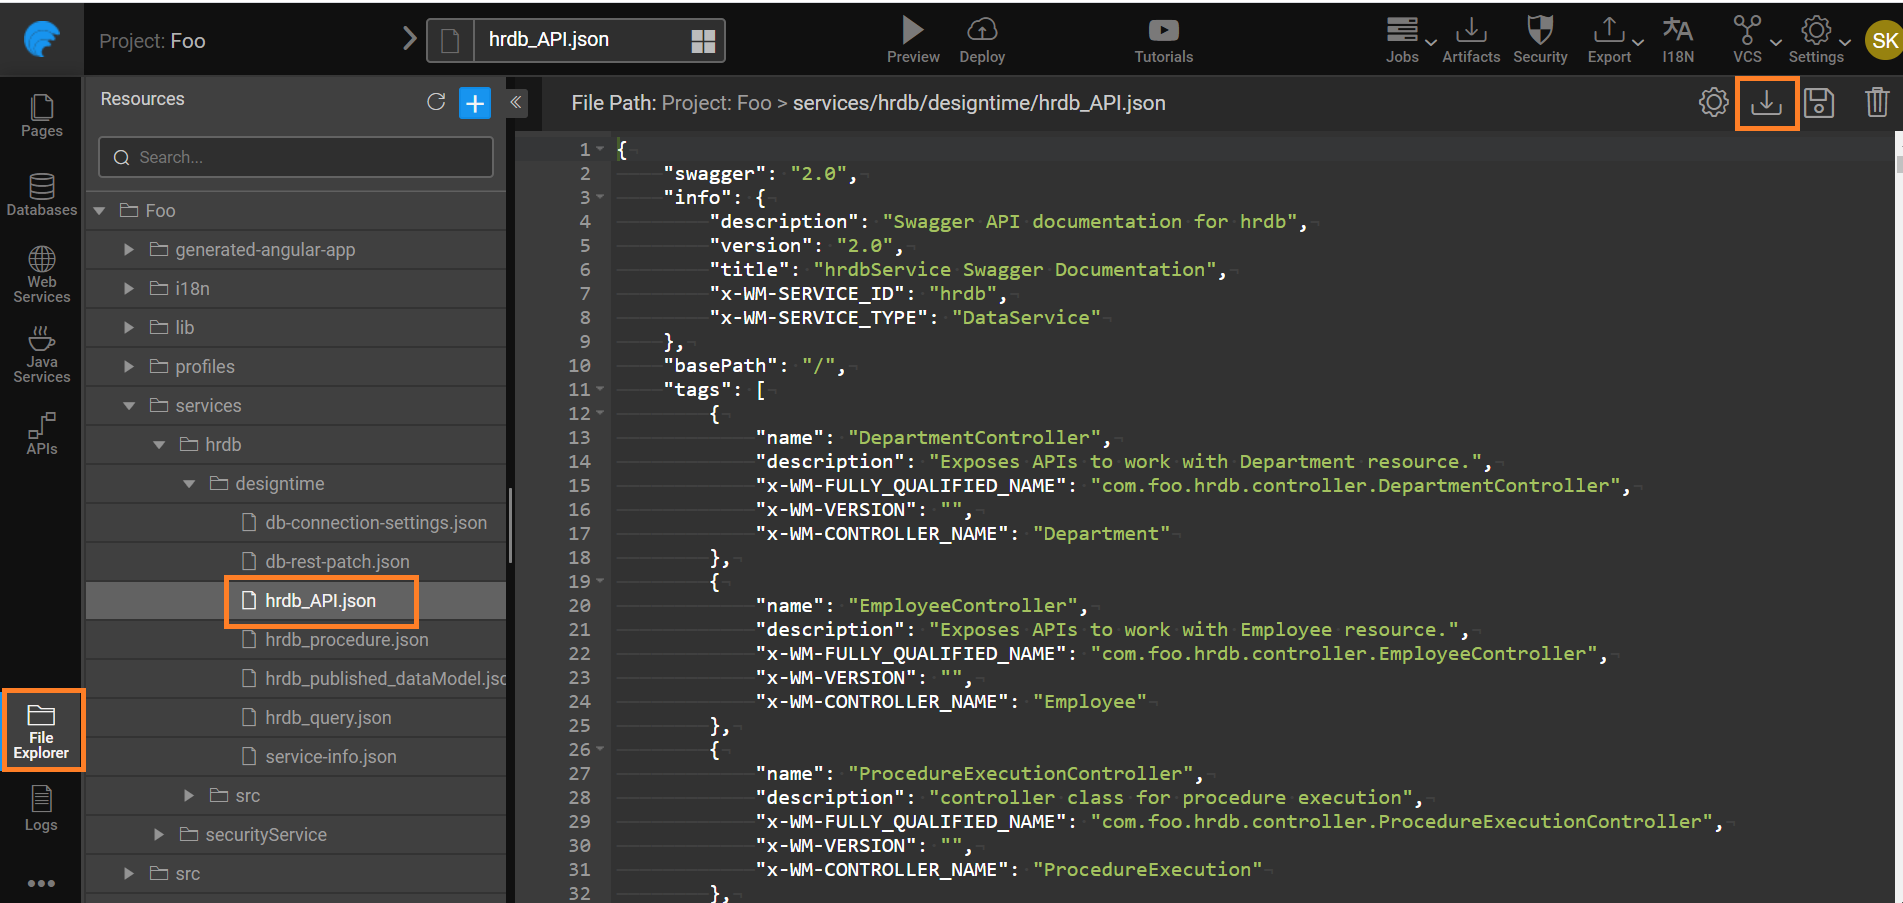 Project: Foo
hrdb_API.json
Preview
Deploy
Tutorials
Jobs
Artifacts
Security
Export
I18N
VCS
Settings
SK
Pages
Databases
Web
Services
Java
Services
APIs
File
Explorer
Logs
Resources
Search...
Foo
generated-angular-app
i18n
lib
profiles
services
hrdb
designtime
db-connection-settings.json
db-rest-patch.json
hrdb_API.json
hrdb_procedure.json
hrdb_published_dataModel.jso
hrdb_query.json
service-info.json
src
securityService
src
File Path: Project: Foo > services/hrdb/designtime/hrdb_API.json
1 {
2 "swagger": "2.0",
3 "info": {
4 "description": "Swagger API documentation for hrdb",
5 "version": "2.0",
6 "title": "hrdbService Swagger Documentation",
7 "x-WM-SERVICE_ID": "hrdb",
8 "x-WM-SERVICE_TYPE": "DataService"
9 },
10 "basePath": "/",
11 "tags": [
12 {
13 "name": "DepartmentController",
14 "description": "Exposes APIs to work with Department resource.",
15 "x-WM-FULLY_QUALIFIED_NAME": "com.foo.hrdb.controller.DepartmentController",
16 "x-WM-VERSION": "",
17 "x-WM-CONTROLLER_NAME": "Department"
18 },
19 {
20 "name": "EmployeeController",
21 "description": "Exposes APIs to work with Employee resource.",
22 "x-WM-FULLY_QUALIFIED_NAME": "com.foo.hrdb.controller.EmployeeController",
23 "x-WM-VERSION": "",
24 "x-WM-CONTROLLER_NAME": "Employee"
25 },
26 {
27 "name": "ProcedureExecutionController",
28 "description": "controller class for procedure execution",
29 "x-WM-FULLY_QUALIFIED_NAME": "com.foo.hrdb.controller.ProcedureExecutionController",
30 "x-WM-VERSION": "",
31 "x-WM-CONTROLLER_NAME": "ProcedureExecution"
32 },